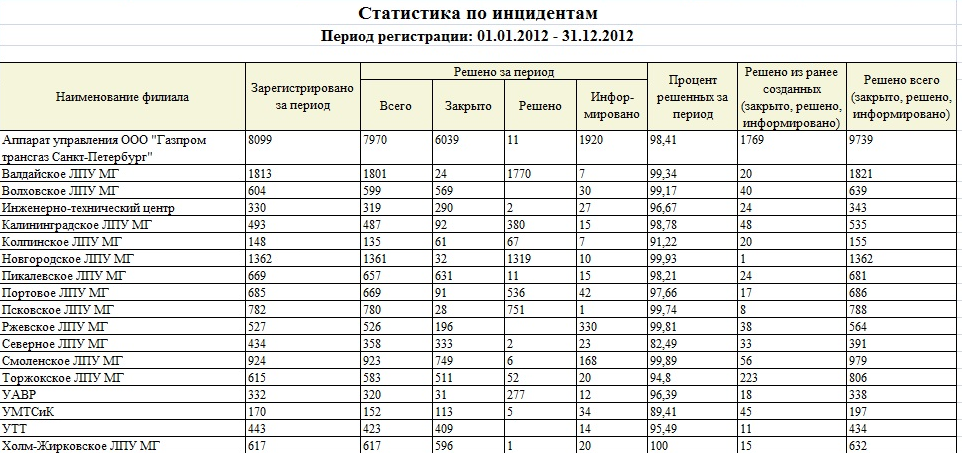 Статистика по инцидентам
Период регистрации: 01.01.2012 - 31.12.2012
Наименование филиала
Зарегистрировано
за период
Решено за период
Всего
Закрыто
Решено
Инфор-
мировано
Процент
решенных за
период
Решено из ранее
созданных
(закрыто, решено,
информировано)
Решено всего
(закрыто, решено,
информировано)
Аппарат управления ООО "Газпром 8099 7970 6039 11 1920 98,41 1769 9739
трансгаз Санкт-Петербург"
Валдайское ЛПУ МГ 1813 1801 24 1770 7 99,34 20 1821
Волховское ЛПУ МГ 604 599 569 30 99,17 40 639
Инженерно-технический центр 330 319 290 2 27 96,67 24 343
Калининградское ЛПУ МГ 493 487 92 380 15 98,78 48 535
Колпинское ЛПУ МГ 148 135 61 67 7 91,22 20 155
Новгородское ЛПУ МГ 1362 1361 32 1319 10 99,93 1 1362
Пикалевское ЛПУ МГ 669 657 631 11 15 98,21 24 681
Портовое ЛПУ МГ 685 669 91 536 42 97,66 17 686
Псковское ЛПУ МГ 782 780 28 751 1 99,74 8 788
Ржевское ЛПУ МГ 527 526 196 330 99,81 38 564
Северное ЛПУ МГ 434 358 333 2 23 82,49 33 391
Смоленское ЛПУ МГ 924 923 749 6 168 99,89 56 979
Торжокское ЛПУ МГ 615 583 511 52 20 94,8 223 806
УАВР 332 320 31 277 12 96,39 18 338
УМТСиК 170 152 113 5 34 89,41 45 197
УТТ 443 423 409 14 95,49 11 434
Холм-Жирковское ЛПУ МГ 617 617 596 1 20 100 15 632